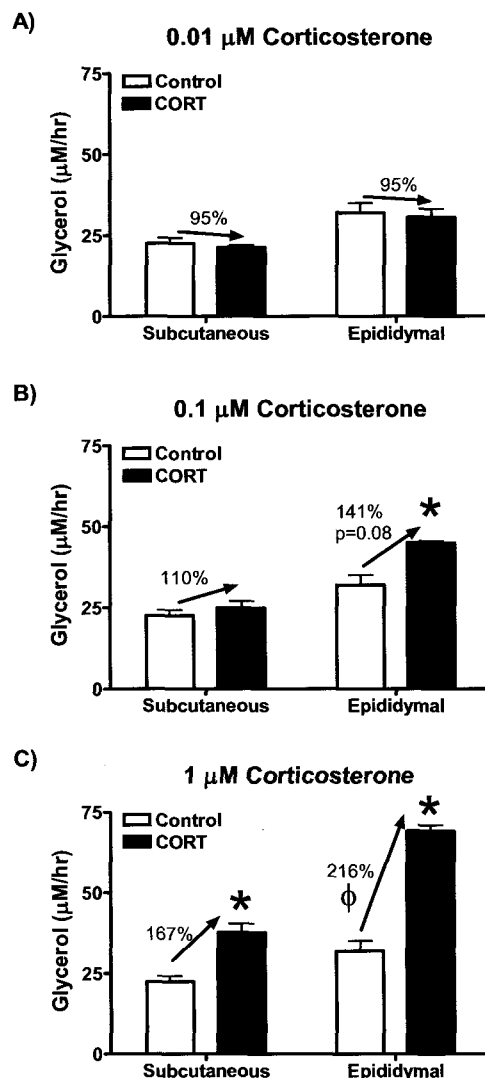 A)
0.01 μM Corticosterone
75
50
25
0
Glycerol (μM/hr)
Control
CORT
95%
95%
Subcutaneous
Epididymal
B)
0.1 μM Corticosterone
75
50
25
0
Glycerol (μM/hr)
Control
CORT
110%
141%
p=0.08
*
Subcutaneous
Epididymal
C)
1 μM Corticosterone
75
50
25
0
Glycerol (μM/hr)
Control
CORT
167%
*
216%
ϕ
*
Subcutaneous
Epididymal